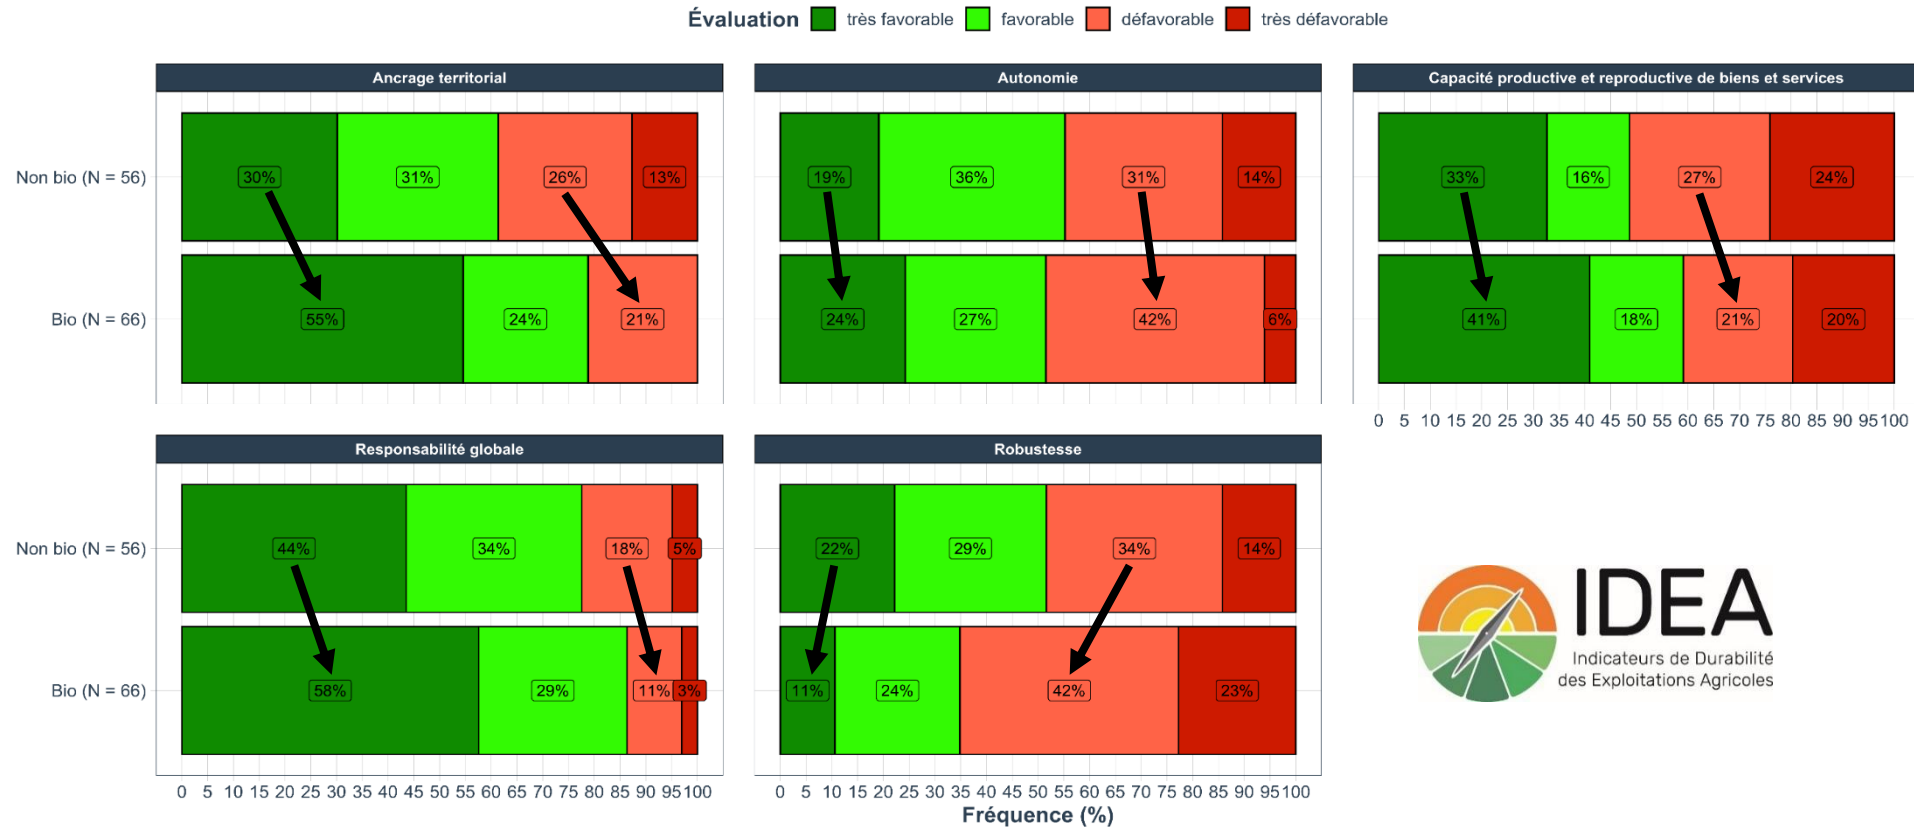 Évaluation très favorable favorable défavorable très défavorable
Ancrage territorial
Non bio (N = 56)
30% 31% 26% 13%
Bio (N = 66)
55% 24% 21%
Autonomie
19% 36% 31% 14%
24% 27% 42% 6%
Capacité productive et reproductive de biens et services
33% 16% 27% 24%
41% 18% 21% 20%
0 5 10 15 20 25 30 35 40 45 50 55 60 65 70 75 80 85 90 95 100
Responsabilité globale
Non bio (N = 56)
44% 34% 18% 5%
Bio (N = 66)
58% 29% 11% 3%
0 5 10 15 20 25 30 35 40 45 50 55 60 65 70 75 80 85 90 95 100
Robustesse
22% 29% 34% 14%
11% 24% 42% 23%
0 5 10 15 20 25 30 35 40 45 50 55 60 65 70 75 80 85 90 95 100
Fréquence (%)
IDEA
Indicateurs de Durabilité
des Exploitations Agricoles